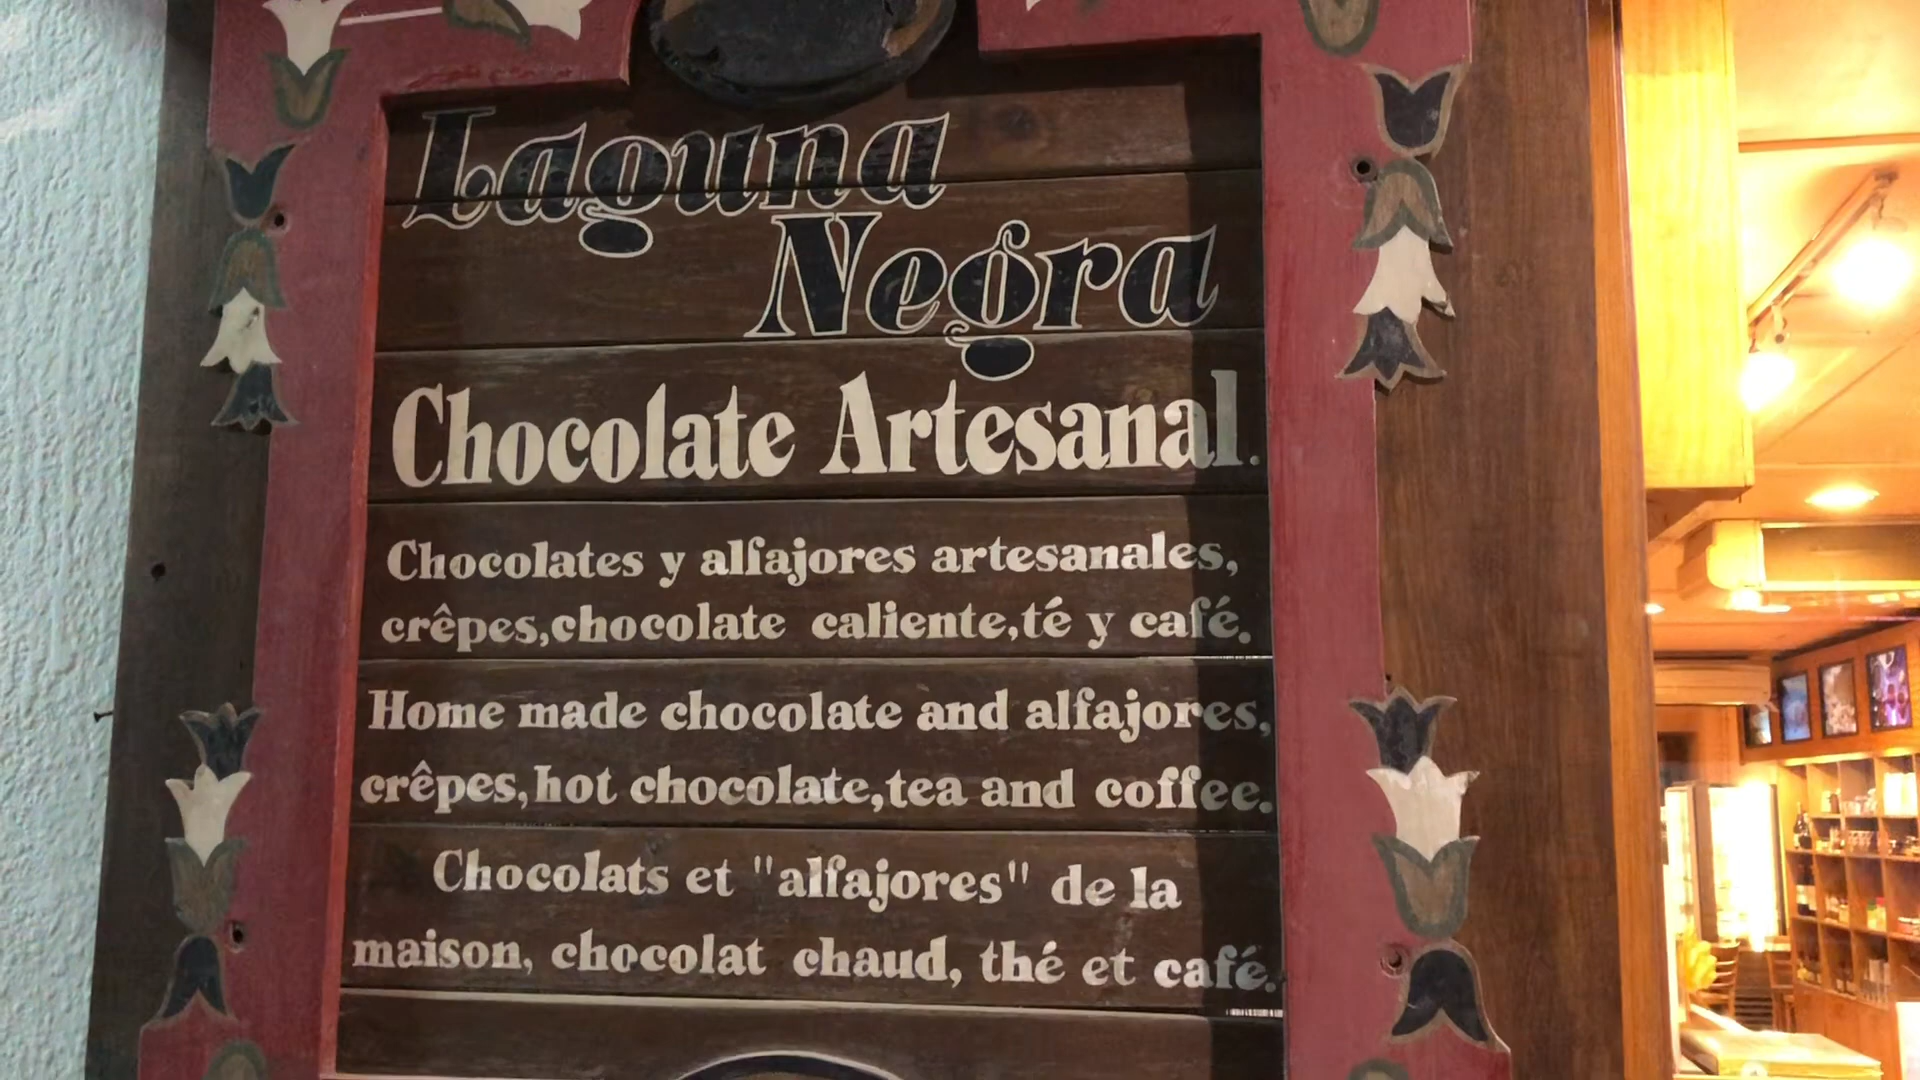 Laguna
Negra
Chocolate Artesanal.
Chocolates y alfajores artesanales,
crêpes,chocolate caliente,té y café.
Home made chocolate and alfajores,
crêpes,hot chocolate,tea and coffee.
Chocolats et "alfajores" de la
maison, chocolat chaud, thé et café.